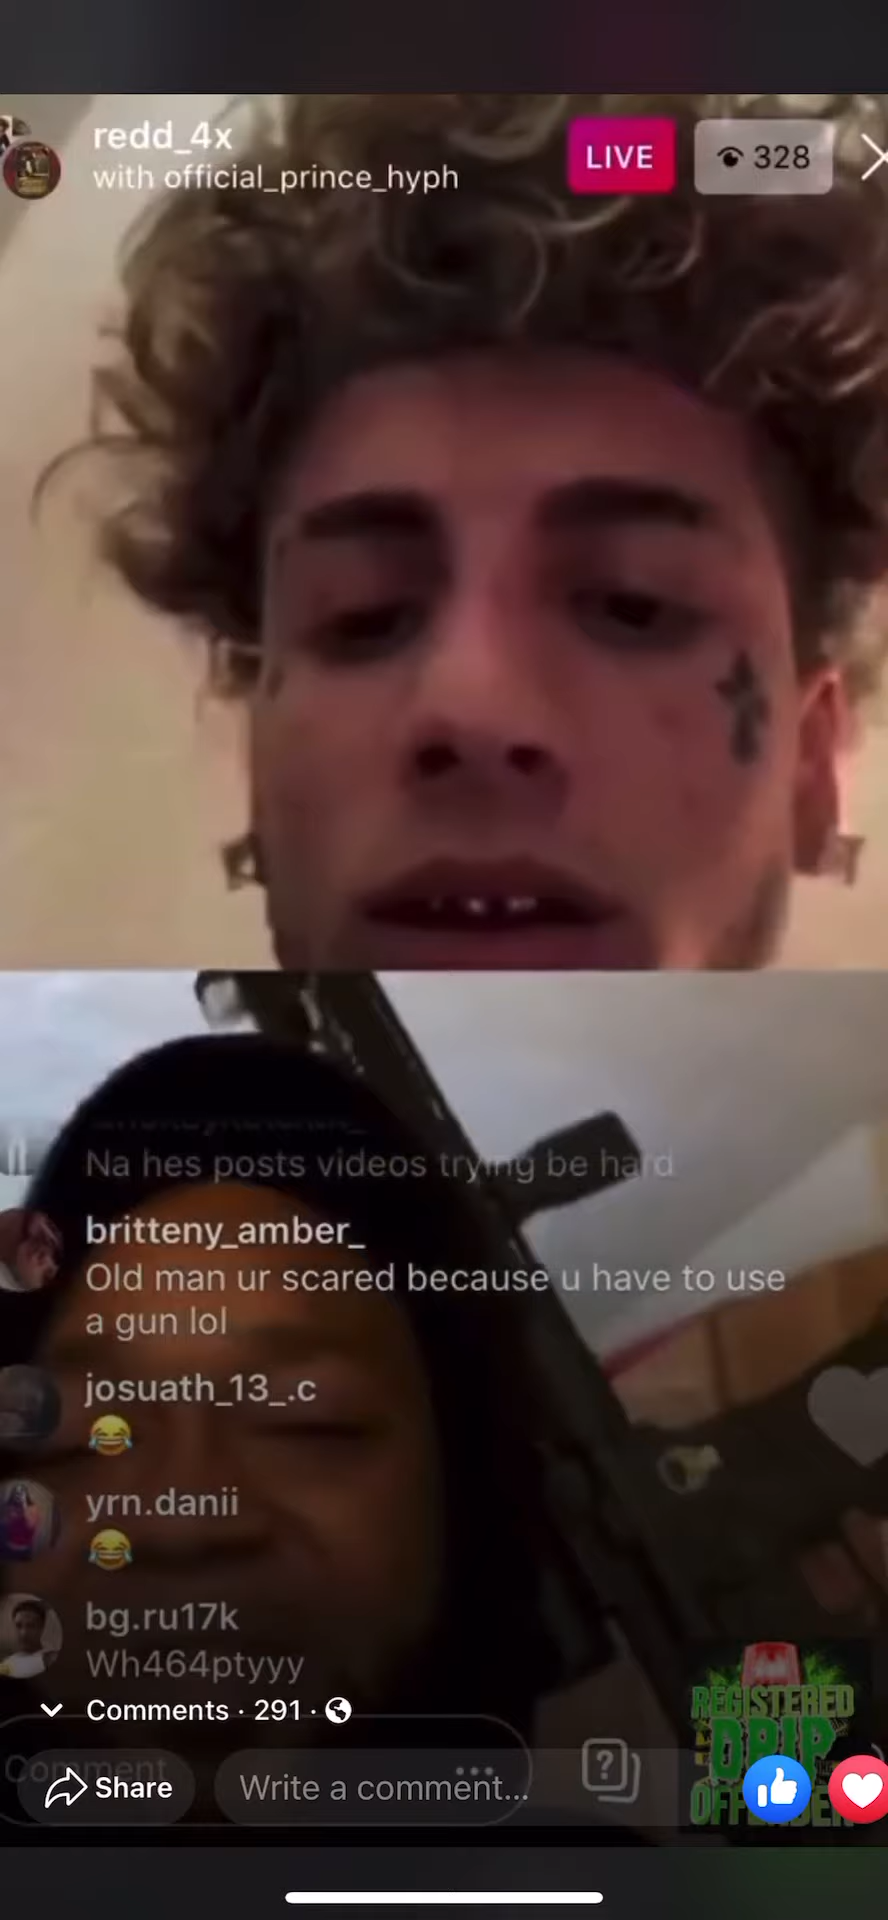 redd_4x
with official_prince_hyph
LIVE
328
Na hes posts videos trying be hard
britteny_amber_
Old man ur scared because u have to use
a gun lol
josuath_13_.c
😂
yrn.danii
😂
bg.ru17k
Wh464ptyyy
Comments · 291 ·
Comment
Share
Write a comment...
REGISTERED
DRIP
OFFENDER